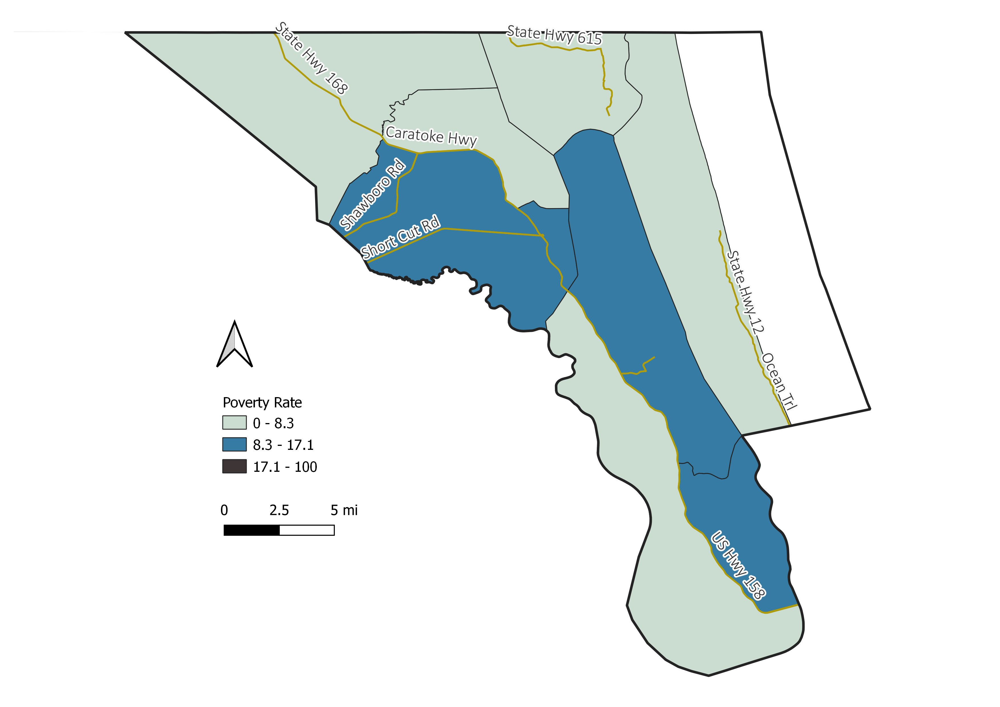 State Hwy 168
State Hwy 615
Caratoke Hwy
Shawboro Rd
Short Cut Rd
State Hwy 12
Ocean Trl
US Hwy 158
Poverty Rate
0 - 8.3
8.3 - 17.1
17.1 - 100
0 2.5 5 mi